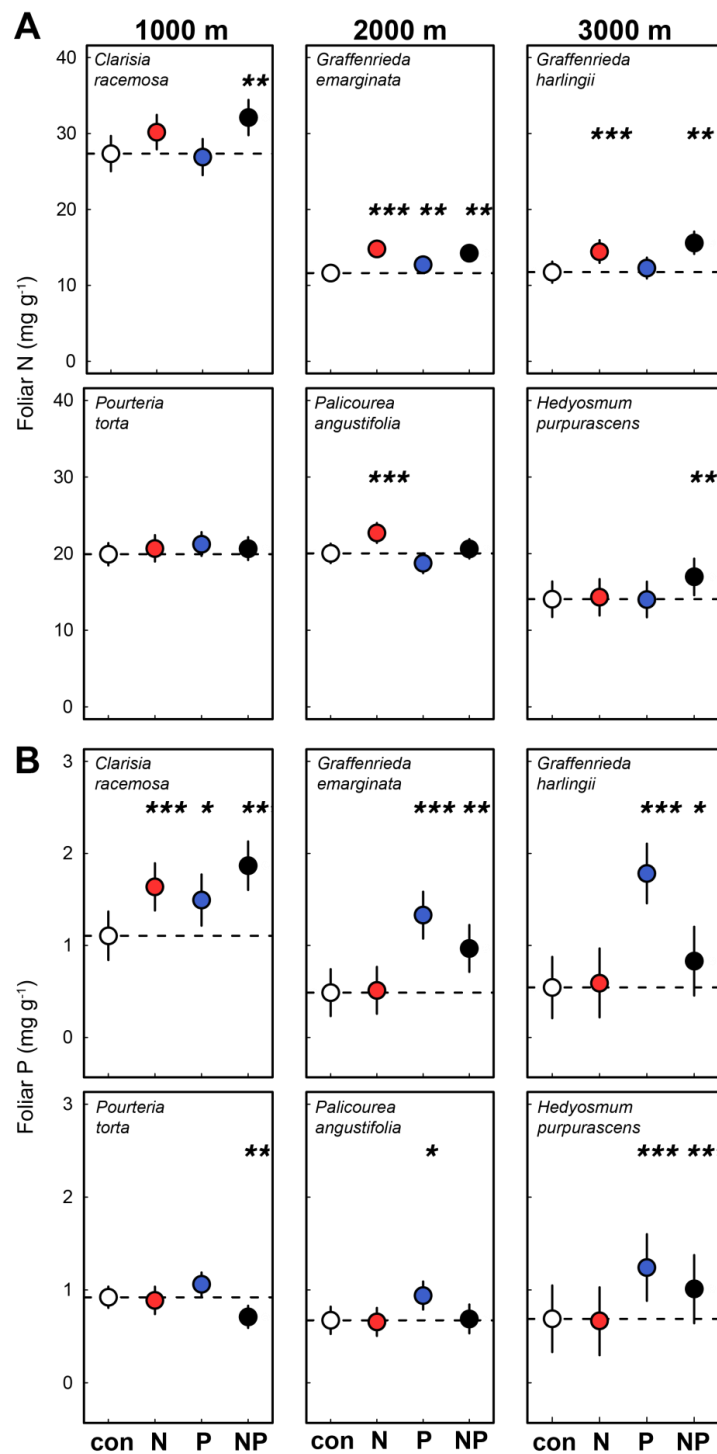 A
1000 m
2000 m
3000 m
Clarisia
racemosa
**
Graffenrieda
emarginata
*** ** **
Graffenrieda
harlingii
*** **
40
30
20
10
0
Foliar N (mg g-1)
Pourteria
torta
Palicourea
angustifolia
***
Hedyosmum
purpurascens
**
40
30
20
10
0
B
Clarisia
racemosa
*** * **
Graffenrieda
emarginata
*** **
Graffenrieda
harlingii
*** *
3
2
1
0
Foliar P (mg g-1)
Pourteria
torta
**
Palicourea
angustifolia
*
Hedyosmum
purpurascens
*** **
3
2
1
0
con N P NP
con N P NP
con N P NP